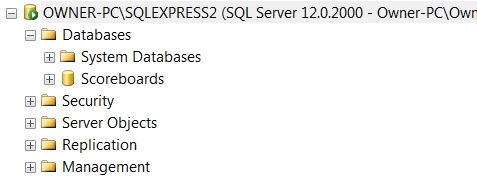 OWNER-PC\SQLEXPRESS2 (SQL Server 12.0.2000 - Owner-PC\Own
Databases
System Databases
Scoreboards
Security
Server Objects
Replication
Management